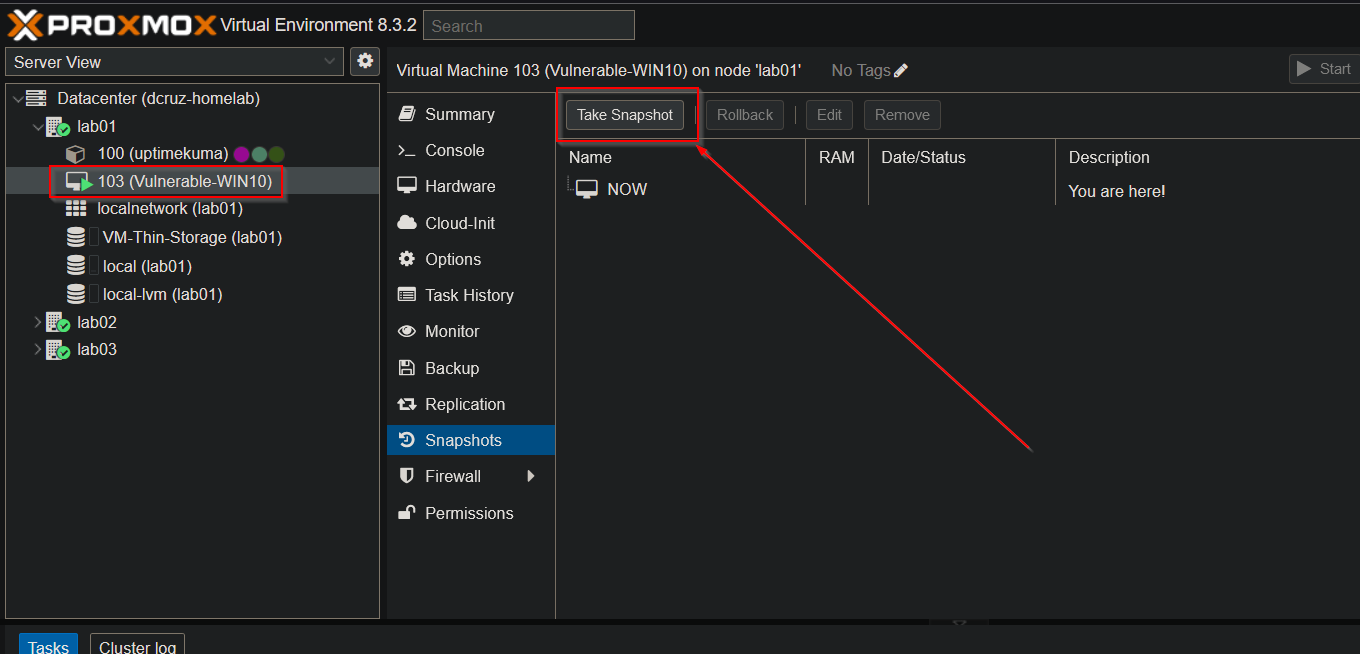 PROXMOX Virtual Environment 8.3.2 Search
Server View
Virtual Machine 103 (Vulnerable-WIN10) on node 'lab01' No Tags Start
Datacenter (dcruz-homelab)
lab01
100 (uptimekuma)
103 (Vulnerable-WIN10)
localnetwork (lab01)
VM-Thin-Storage (lab01)
local (lab01)
local-lvm (lab01)
lab02
lab03
Summary
Console
Hardware
Cloud-Init
Options
Task History
Monitor
Backup
Replication
Snapshots
Firewall
Permissions
Take Snapshot Rollback Edit Remove
Name RAM Date/Status Description
NOW You are here!
Tasks Cluster log